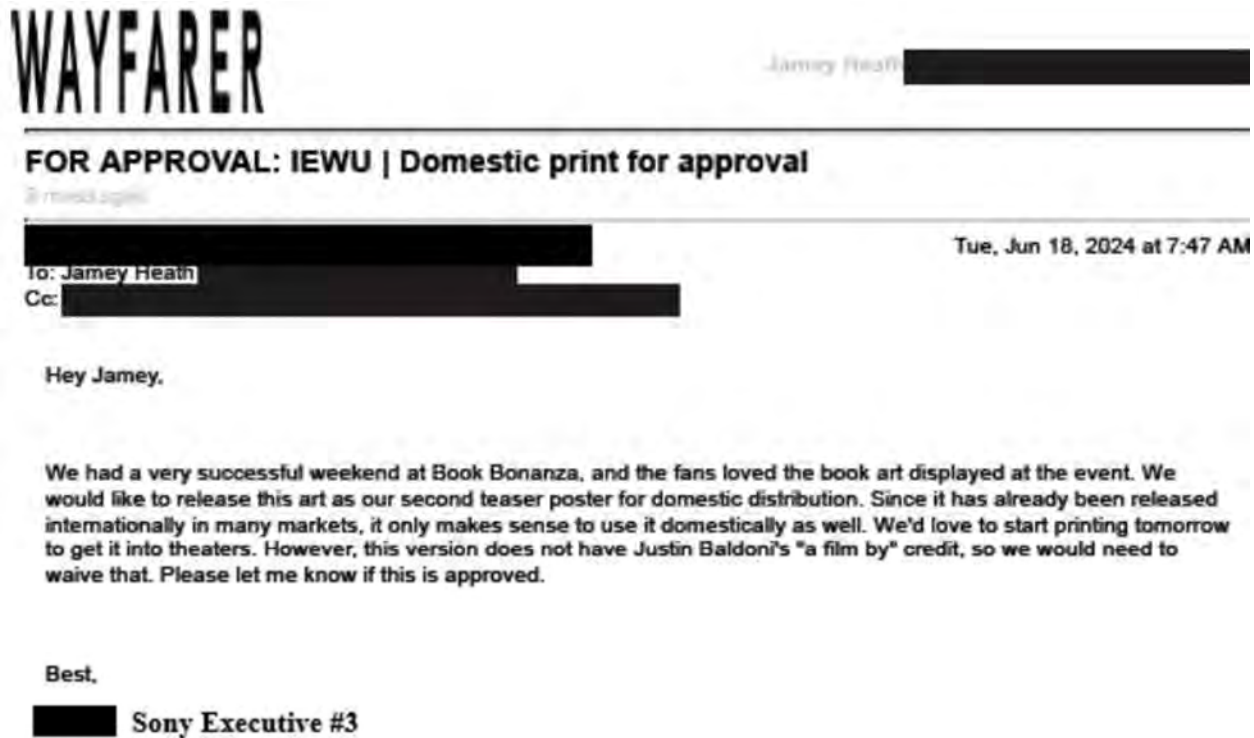 WAYFARER
Jamey Heath
FOR APPROVAL: IEWU | Domestic print for approval
3 messages
Tue, Jun 18, 2024 at 7:47 AM
To: Jamey Heath
Cc:
Hey Jamey,
We had a very successful weekend at Book Bonanza, and the fans loved the book art displayed at the event. We
would like to release this art as our second teaser poster for domestic distribution. Since it has already been released
internationally in many markets, it only makes sense to use it domestically as well. We'd love to start printing tomorrow
to get it into theaters. However, this version does not have Justin Baldoni's "a film by" credit, so we would need to
waive that. Please let me know if this is approved.
Best,
Sony Executive #3